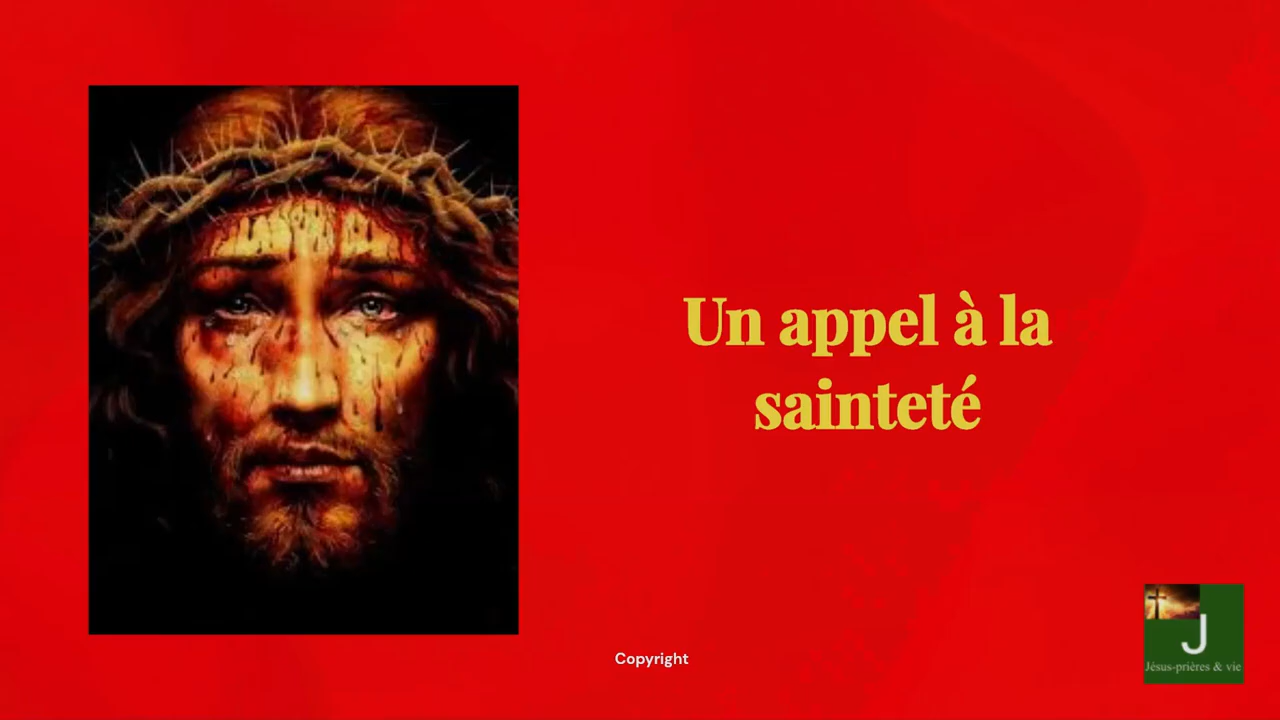 Un appel à la
sainteté
Copyright
J
Jésus-prières & vie